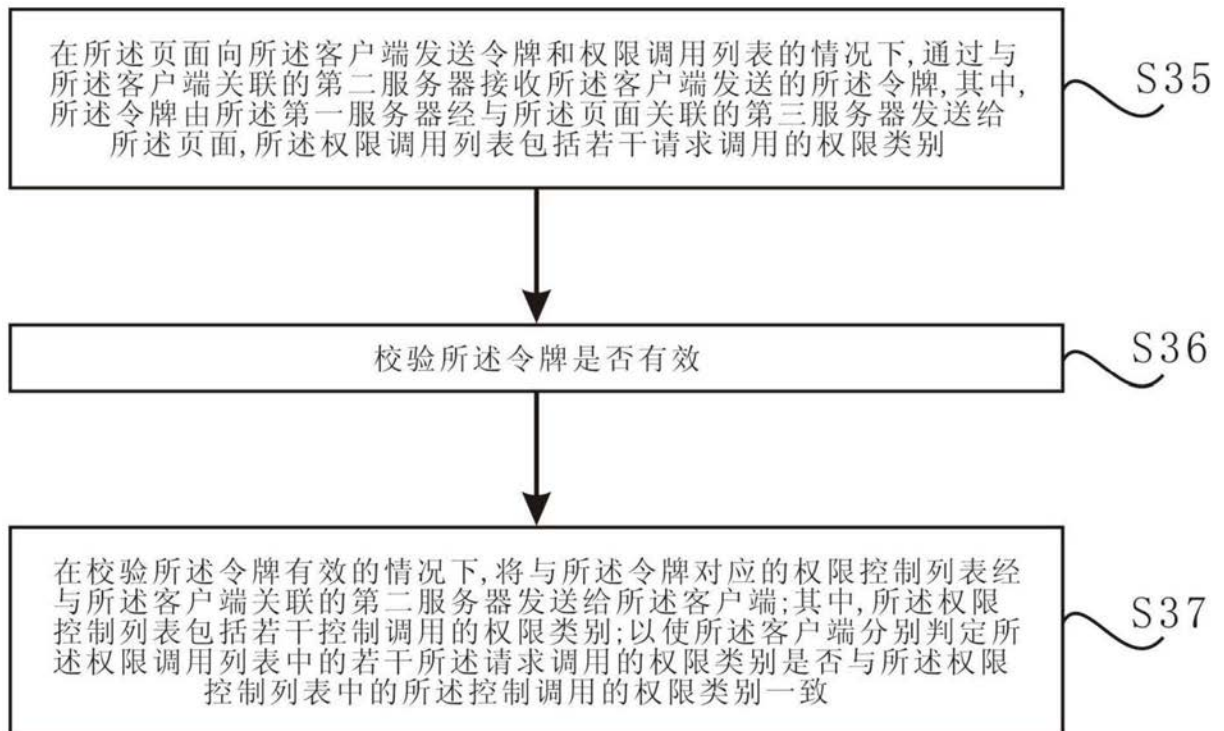 在所述页面向所述客户端发送令牌和权限调用列表的情况下,通过与
所述客户端关联的第二服务器接收所述客户端发送的所述令牌,其中,
所述令牌由所述第一服务器经与所述页面关联的第三服务器发送给
所述页面,所述权限调用列表包括若干请求调用的权限类别
S35
校验所述令牌是否有效
S36
在校验所述令牌有效的情况下,将与所述令牌对应的权限控制列表经
与所述客户端关联的第二服务器发送给所述客户端;其中,所述权限
控制列表包括若干控制调用的权限类别;以使所述客户端分别判定所
述权限调用列表中的若干所述请求调用的权限类别是否与所述权限
控制列表中的所述控制调用的权限类别一致
S37